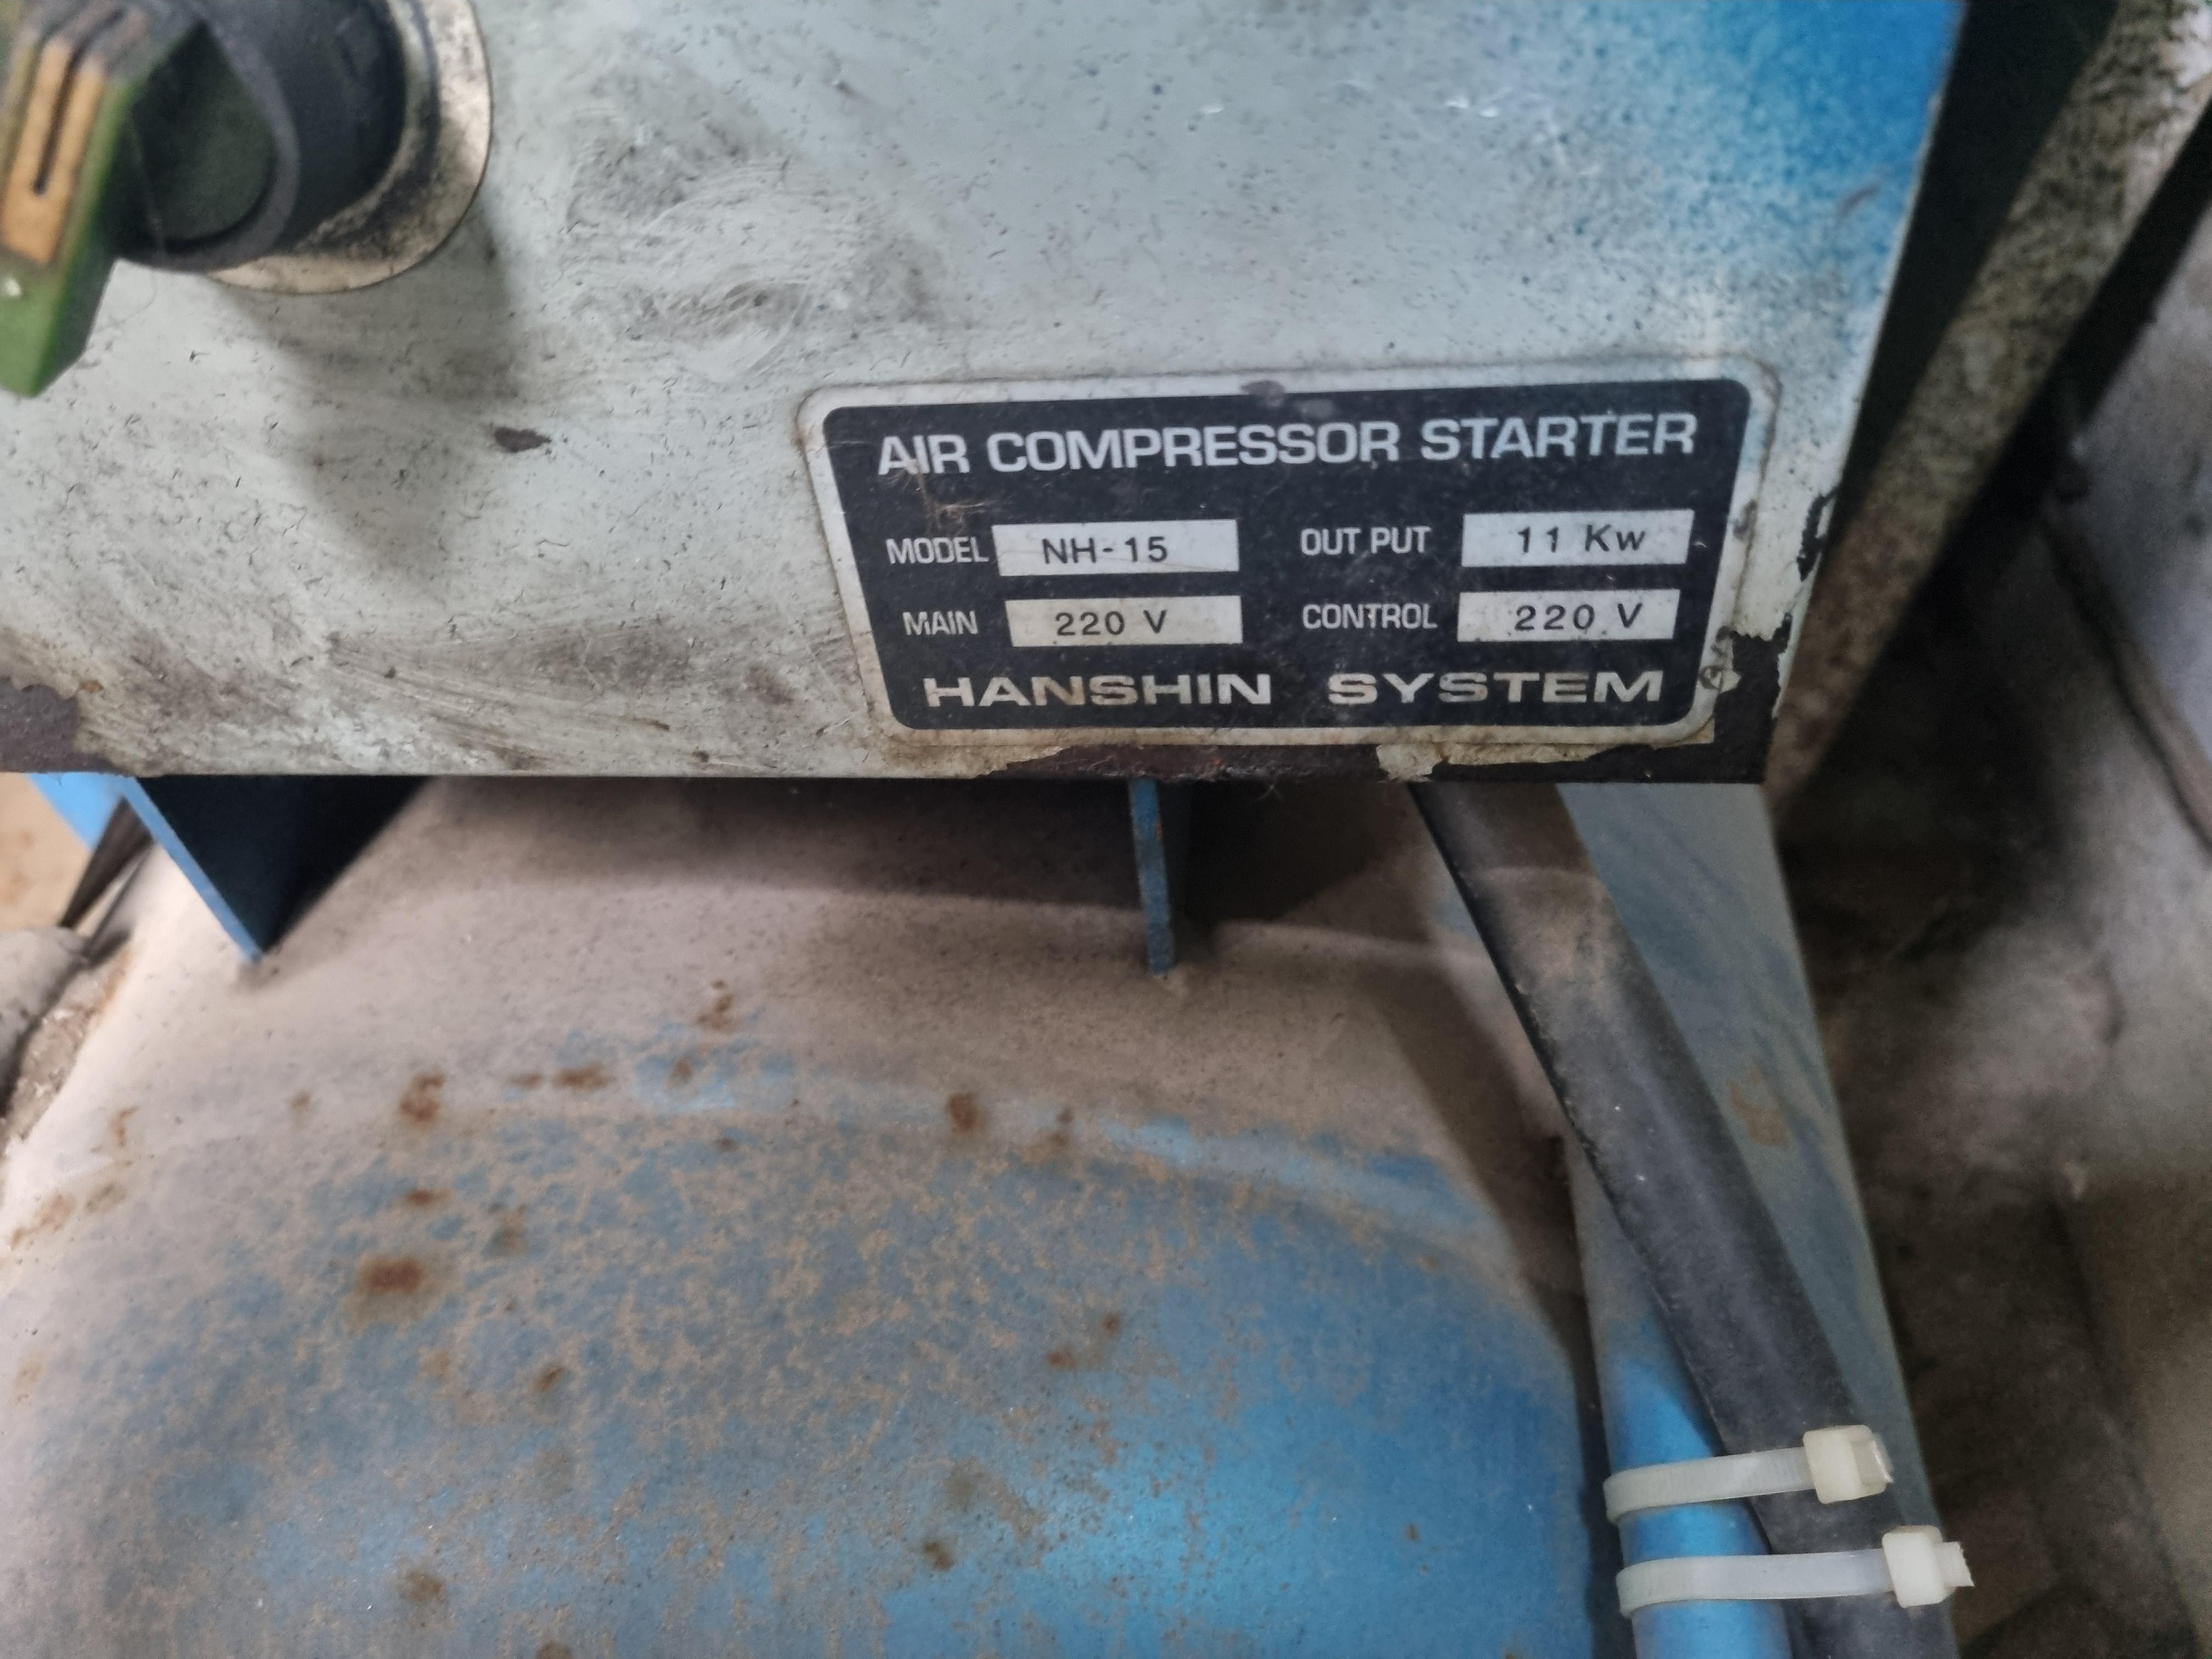 AIR COMPRESSOR STARTER
MODEL NH-15 OUT PUT 11 Kw
MAIN 220 V CONTROL 220 V
HANSHIN SYSTEM